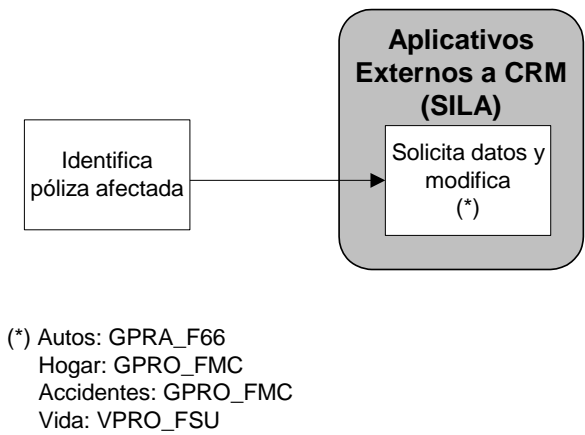 Aplicativos
Externos a CRM
(SILA)
Identifica
póliza afectada
Solicita datos y
modifica
(*)
(*) Autos: GPRA_F66
Hogar: GPRO_FMC
Accidentes: GPRO_FMC
Vida: VPRO_FSU